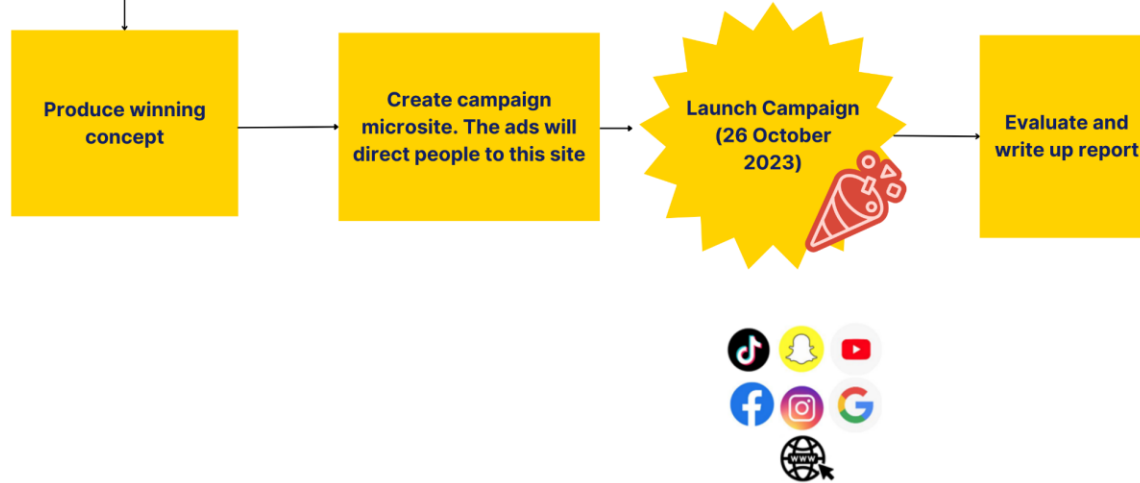 Produce winning
concept
Create campaign
microsite. The ads will
direct people to this site
Launch Campaign
(26 October
2023)
Evaluate and
write up report
WWW